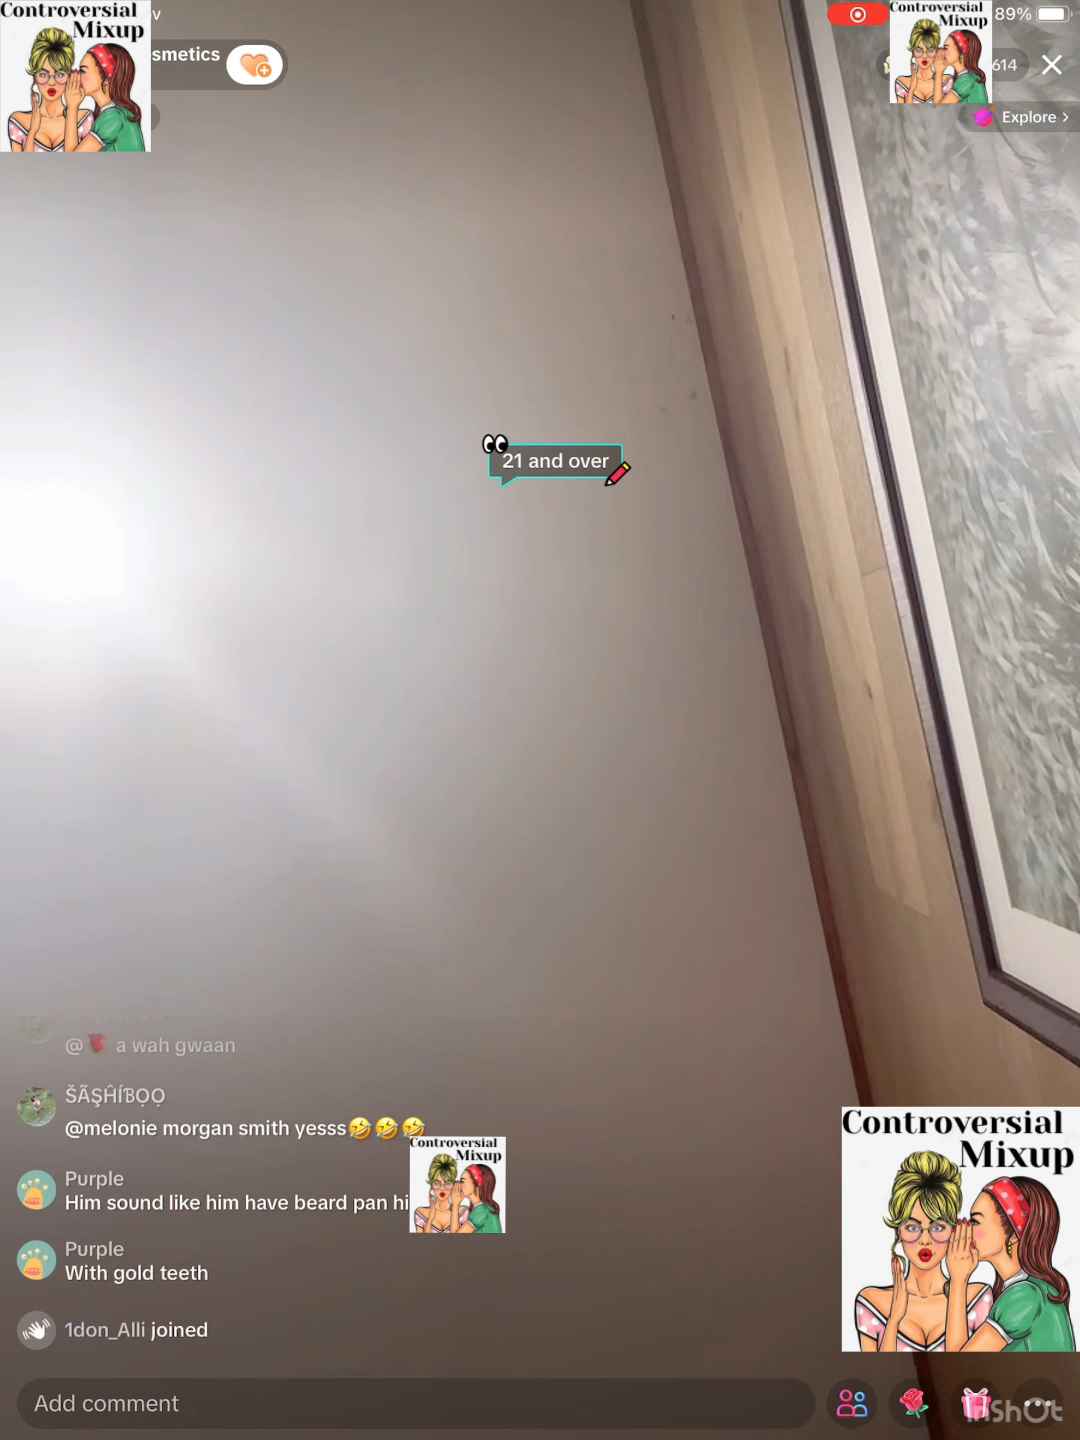 Controversial
Mixup
v
smetics
Controversial
Mixup
89%
614
Explore >
21 and over
@🌹 a wah gwaan
ŠÃŞĤÍƁỌỌ
@melonie morgan smith yesss🤣🤣🤣
Purple
Him sound like him have beard pan hi
Controversial
Mixup
Purple
With gold teeth
1don_Alli joined
Controversial
Mixup
Add comment
InShOt